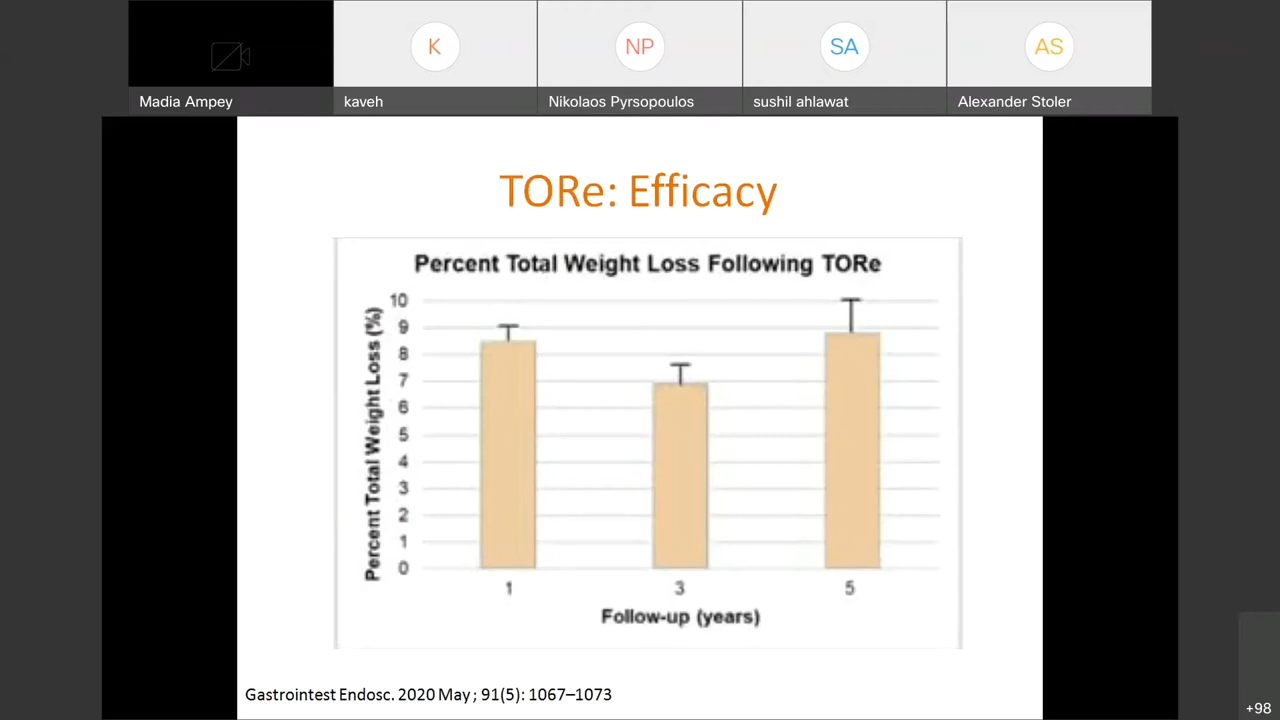 K
NP
SA
AS
Madia Ampey
kaveh
Nikolaos Pyrsopoulos
sushil ahlawat
Alexander Stoler
TORe: Efficacy
Percent Total Weight Loss Following TORe
Percent Total Weight Loss (%)
10
9
8
7
6
5
4
3
2
1
0
1 3 5
Follow-up (years)
Gastrointest Endosc. 2020 May ; 91(5): 1067–1073
+98